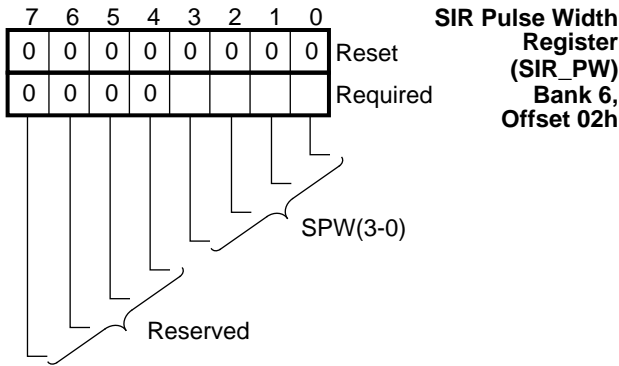 7 6 5 4 3 2 1 0
SIR Pulse Width
Register
(SIR_PW)
Bank 6,
Offset 02h
0 0 0 0 0 0 0 0 Reset
0 0 0 0 Required
SPW(3-0)
Reserved